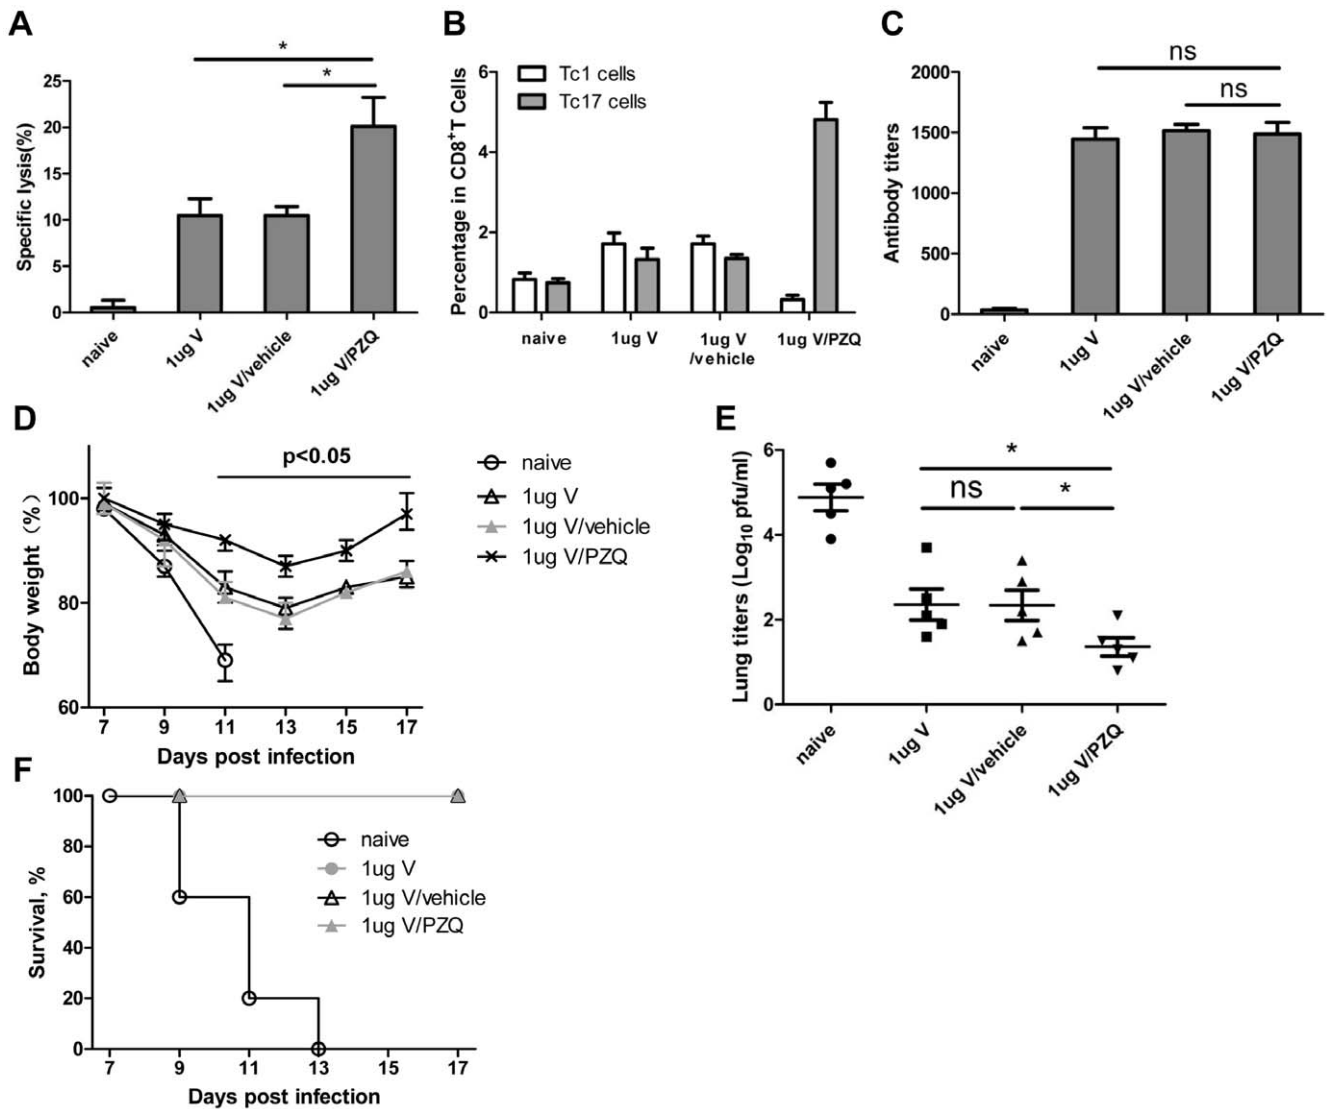 A
*
*
25
20
15
10
5
0
Specific lysis(%)
naive
1ug V
1ug V/vehicle
1ug V/PZQ
B
Tc1 cells
Tc17 cells
6
4
2
0
Percentage in CD8+T Cells
naive
1ug V
1ug V
/vehicle
1ug V/PZQ
C
ns
ns
2000
1500
1000
500
0
Antibody titers
naive
1ug V
1ug V/vehicle
1ug V/PZQ
D
p<0.05
100
80
60
Body weight (%)
7
9
11
13
15
17
Days post infection
naive
1ug V
1ug V/vehicle
1ug V/PZQ
E
*
ns
*
6
4
2
0
Lung titers (Log10 pfu/ml)
naive
1ug V
1ug V/vehicle
1ug V/PZQ
F
100
80
60
40
20
0
Survival, %
naive
1ug V
1ug V/vehicle
1ug V/PZQ
7
9
11
13
15
17
Days post infection